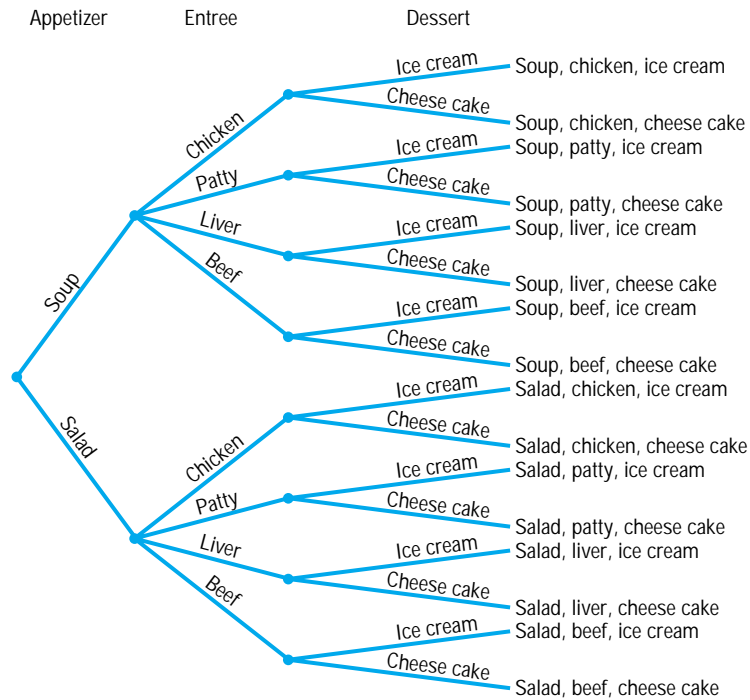 Appetizer Entree Dessert
Ice cream
Soup, chicken, ice cream
Chicken
Cheese cake
Soup, chicken, cheese cake
Ice cream
Soup, patty, ice cream
Patty
Cheese cake
Soup, patty, cheese cake
Liver
Ice cream
Soup, liver, ice cream
Beef
Cheese cake
Soup, liver, cheese cake
Soup
Ice cream
Soup, beef, ice cream
Cheese cake
Soup, beef, cheese cake
Ice cream
Salad, chicken, ice cream
Salad
Chicken
Cheese cake
Salad, chicken, cheese cake
Ice cream
Salad, patty, ice cream
Patty
Cheese cake
Salad, patty, cheese cake
Liver
Ice cream
Salad, liver, ice cream
Beef
Cheese cake
Salad, liver, cheese cake
Ice cream
Salad, beef, ice cream
Cheese cake
Salad, beef, cheese cake